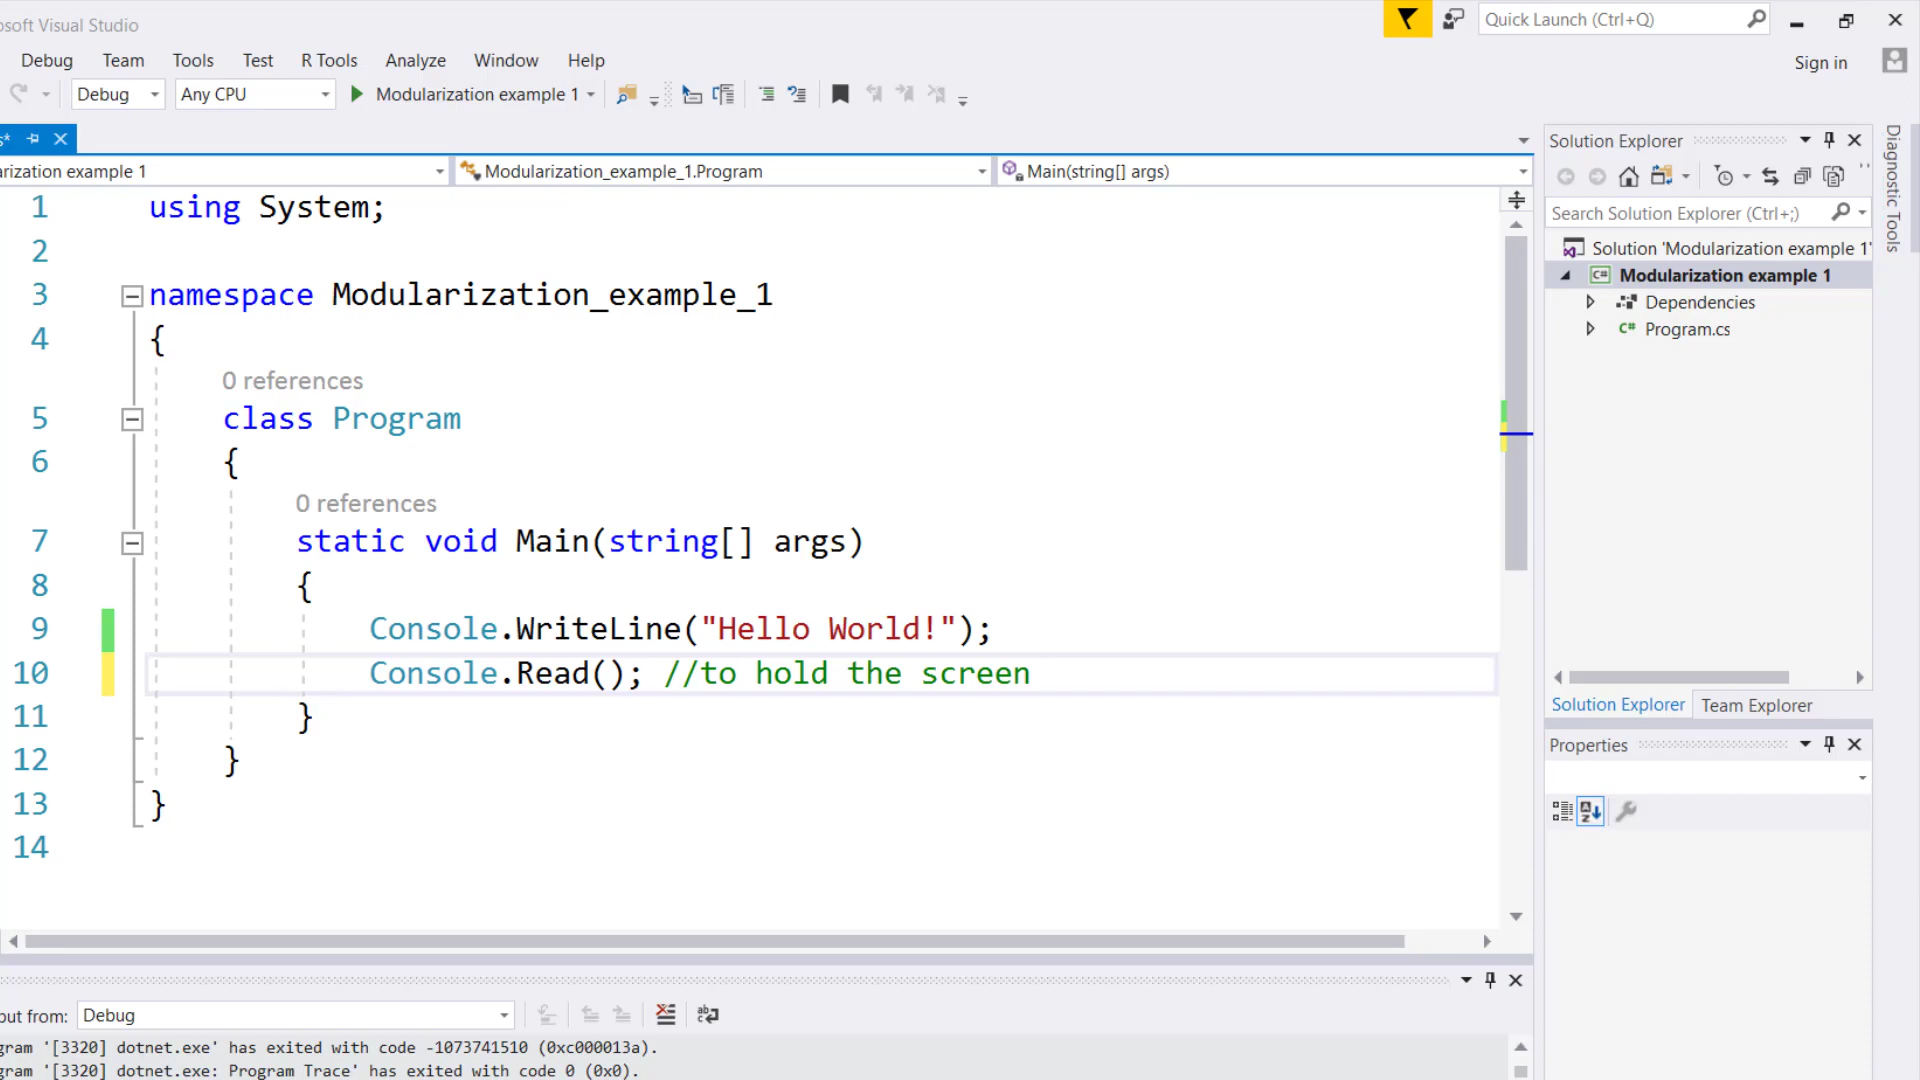 osoft Visual Studio
Quick Launch (Ctrl+Q)
Debug Team Tools Test R Tools Analyze Window Help
Sign in
Debug Any CPU Modularization example 1
s*
rization example 1 Modularization_example_1.Program Main(string[] args)
1 using System;
2
3 namespace Modularization_example_1
4 {
0 references
5 class Program
6 {
0 references
7 static void Main(string[] args)
8 {
9 Console.WriteLine("Hello World!");
10 Console.Read(); //to hold the screen
11 }
12 }
13 }
14
Solution Explorer
Search Solution Explorer (Ctrl+;)
Solution 'Modularization example 1'
C# Modularization example 1
Dependencies
C# Program.cs
Solution Explorer Team Explorer
Properties
Diagnostic Tools
put from: Debug
gram '[3320] dotnet.exe' has exited with code -1073741510 (0xc000013a).
gram '[3320] dotnet.exe: Program Trace' has exited with code 0 (0x0).